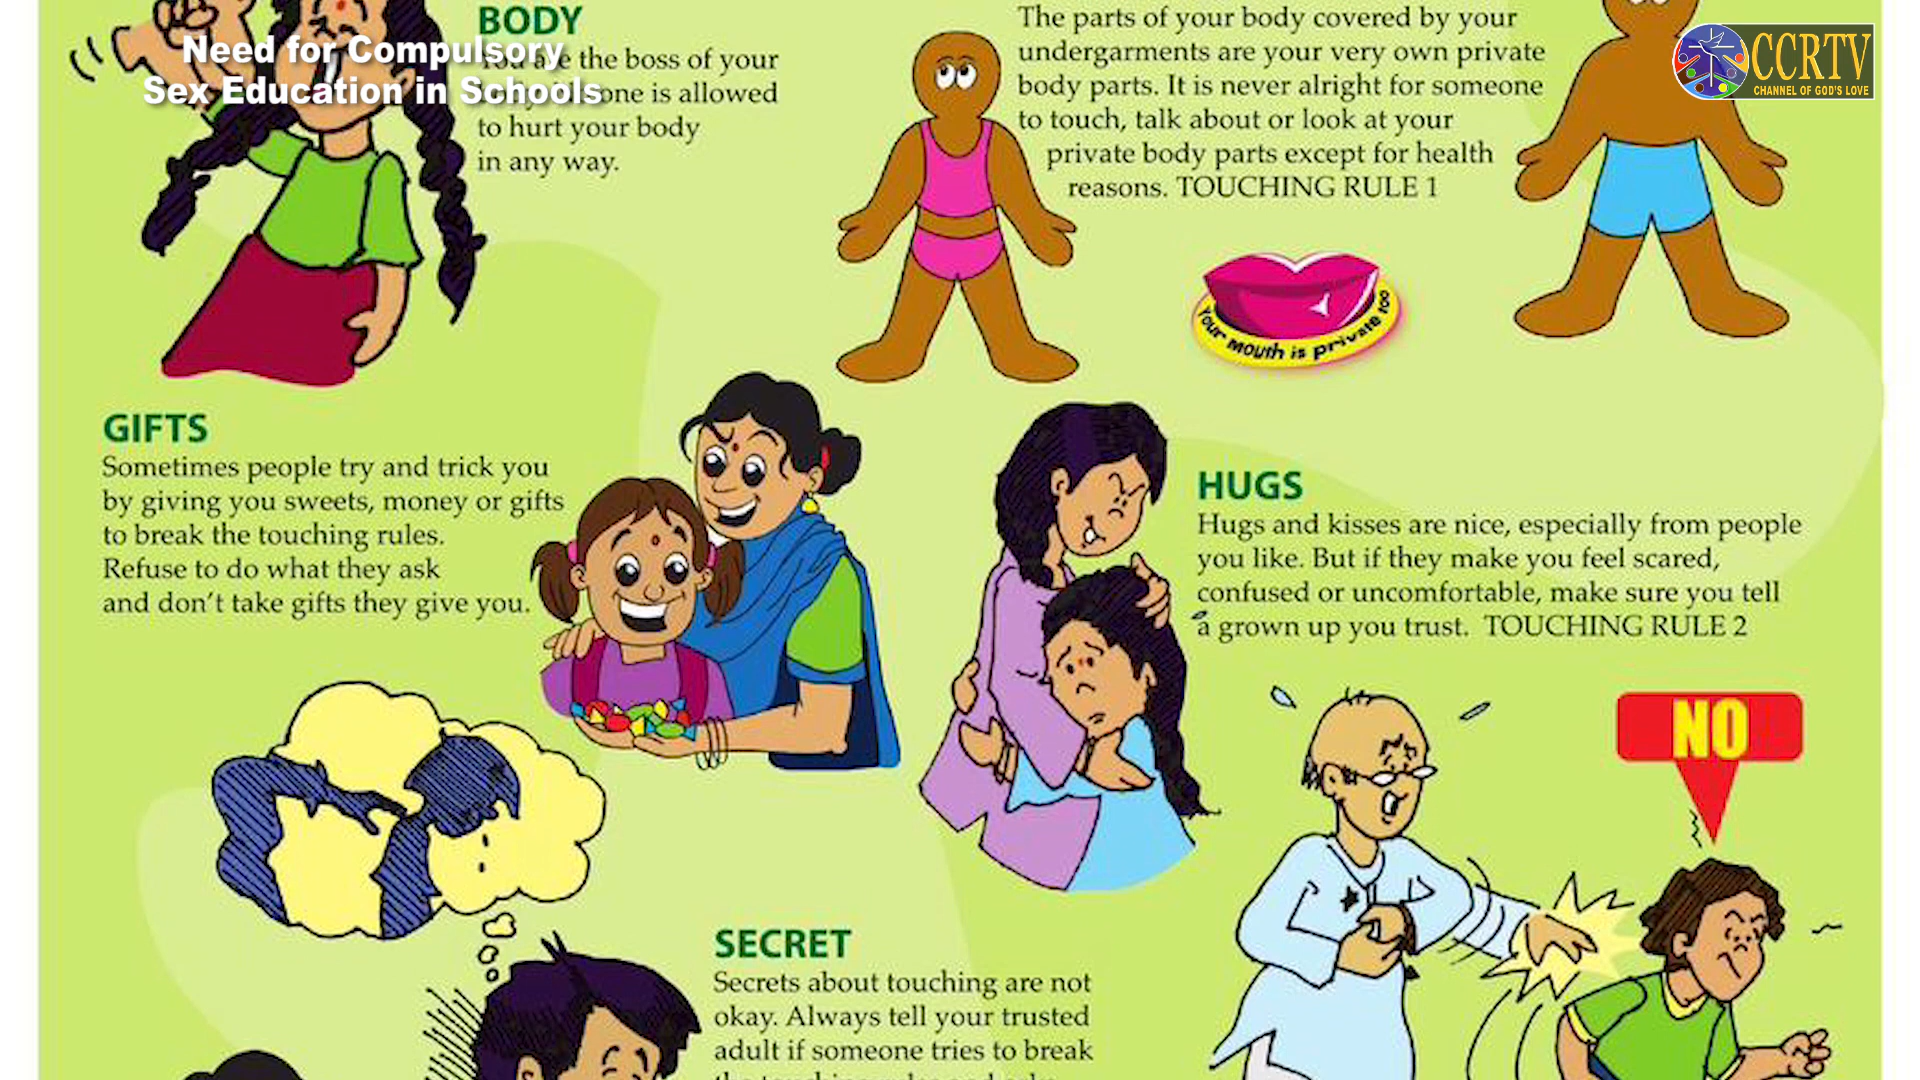 Need for Compulsory
Sex Education in Schools
CCRTV
CHANNEL OF GOD'S LOVE
BODY
are the boss of your
one is allowed
to hurt your body
in any way.
The parts of your body covered by your
undergarments are your very own private
body parts. It is never alright for someone
to touch, talk about or look at your
private body parts except for health
reasons. TOUCHING RULE 1
Your mouth is private too
GIFTS
Sometimes people try and trick you
by giving you sweets, money or gifts
to break the touching rules.
Refuse to do what they ask
and don't take gifts they give you.
HUGS
Hugs and kisses are nice, especially from people
you like. But if they make you feel scared,
confused or uncomfortable, make sure you tell
a grown up you trust. TOUCHING RULE 2
NO
SECRET
Secrets about touching are not
okay. Always tell your trusted
adult if someone tries to break